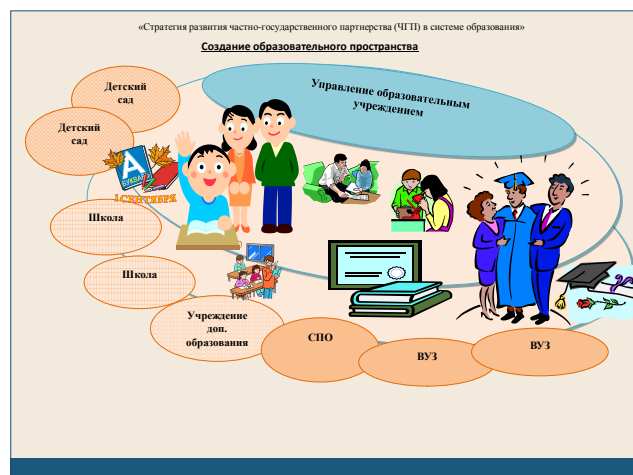 «Стратегия развития частно-государственного партнерства (ЧГП) в системе образования»
Создание образовательного пространства
Управление образовательным
учреждением
Детский
сад
Детский
сад
А
БУКВАРЬ
1 СЕНТЯБРЯ
Школа
Школа
Учреждение
доп.
образования
СПО
ВУЗ
ВУЗ